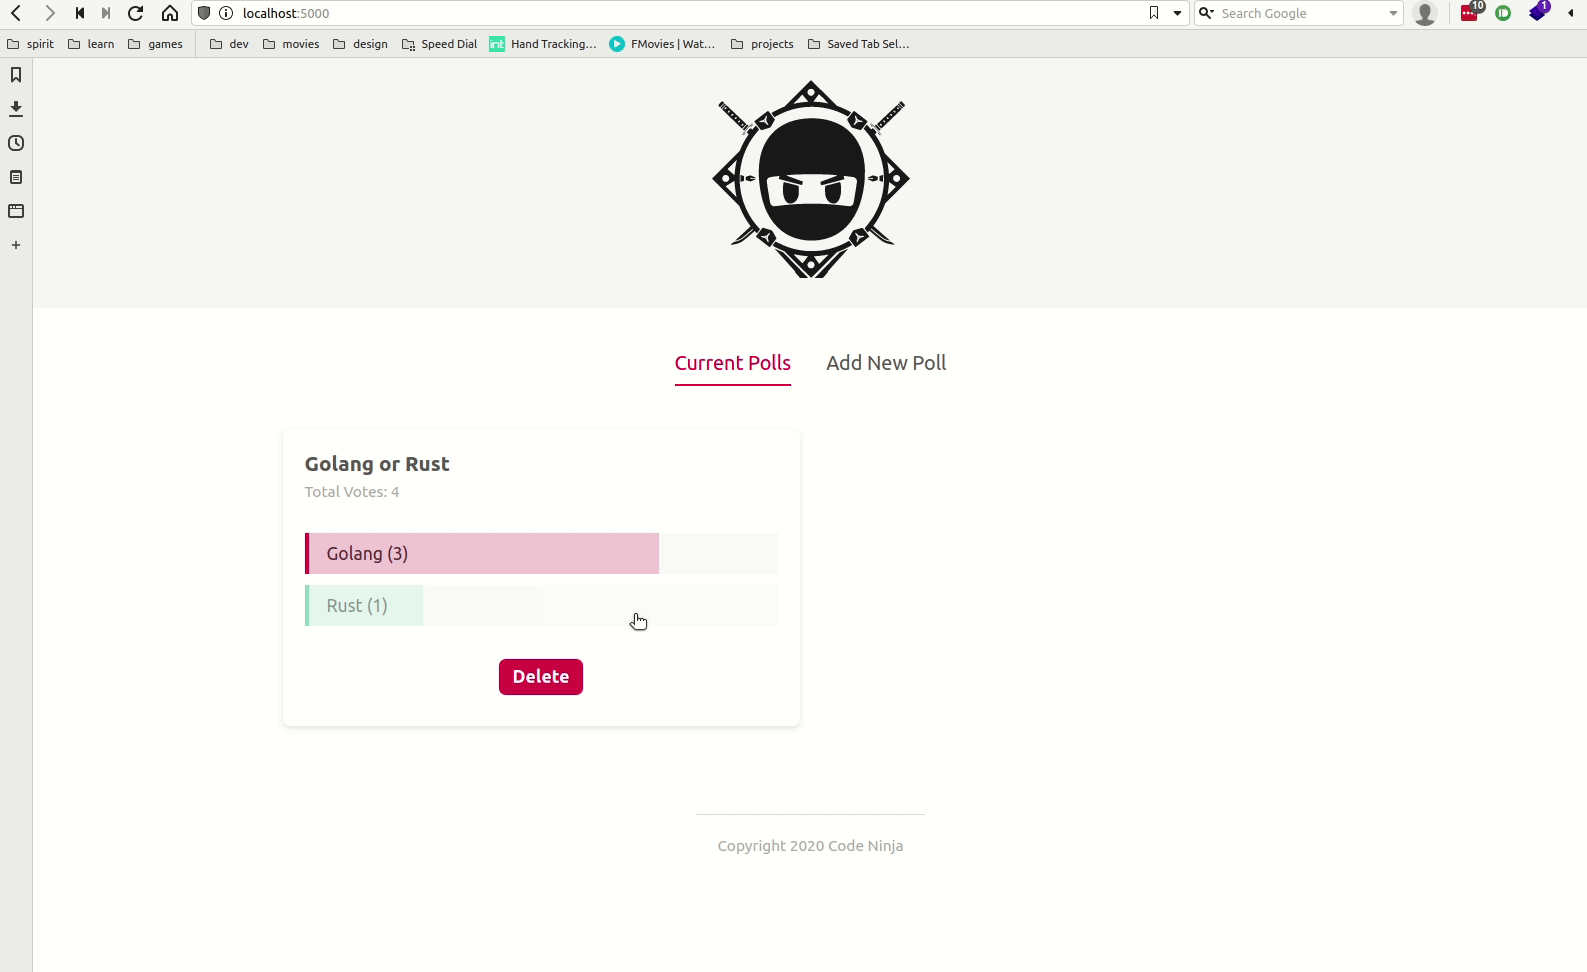 localhost:5000
Search Google
10
1
spirit
learn
games
dev
movies
design
Speed Dial
int
Hand Tracking...
FMovies | Wat...
projects
Saved Tab Sel...
Current Polls
Add New Poll
Golang or Rust
Total Votes: 4
Golang (3)
Rust (1)
Delete
Copyright 2020 Code Ninja